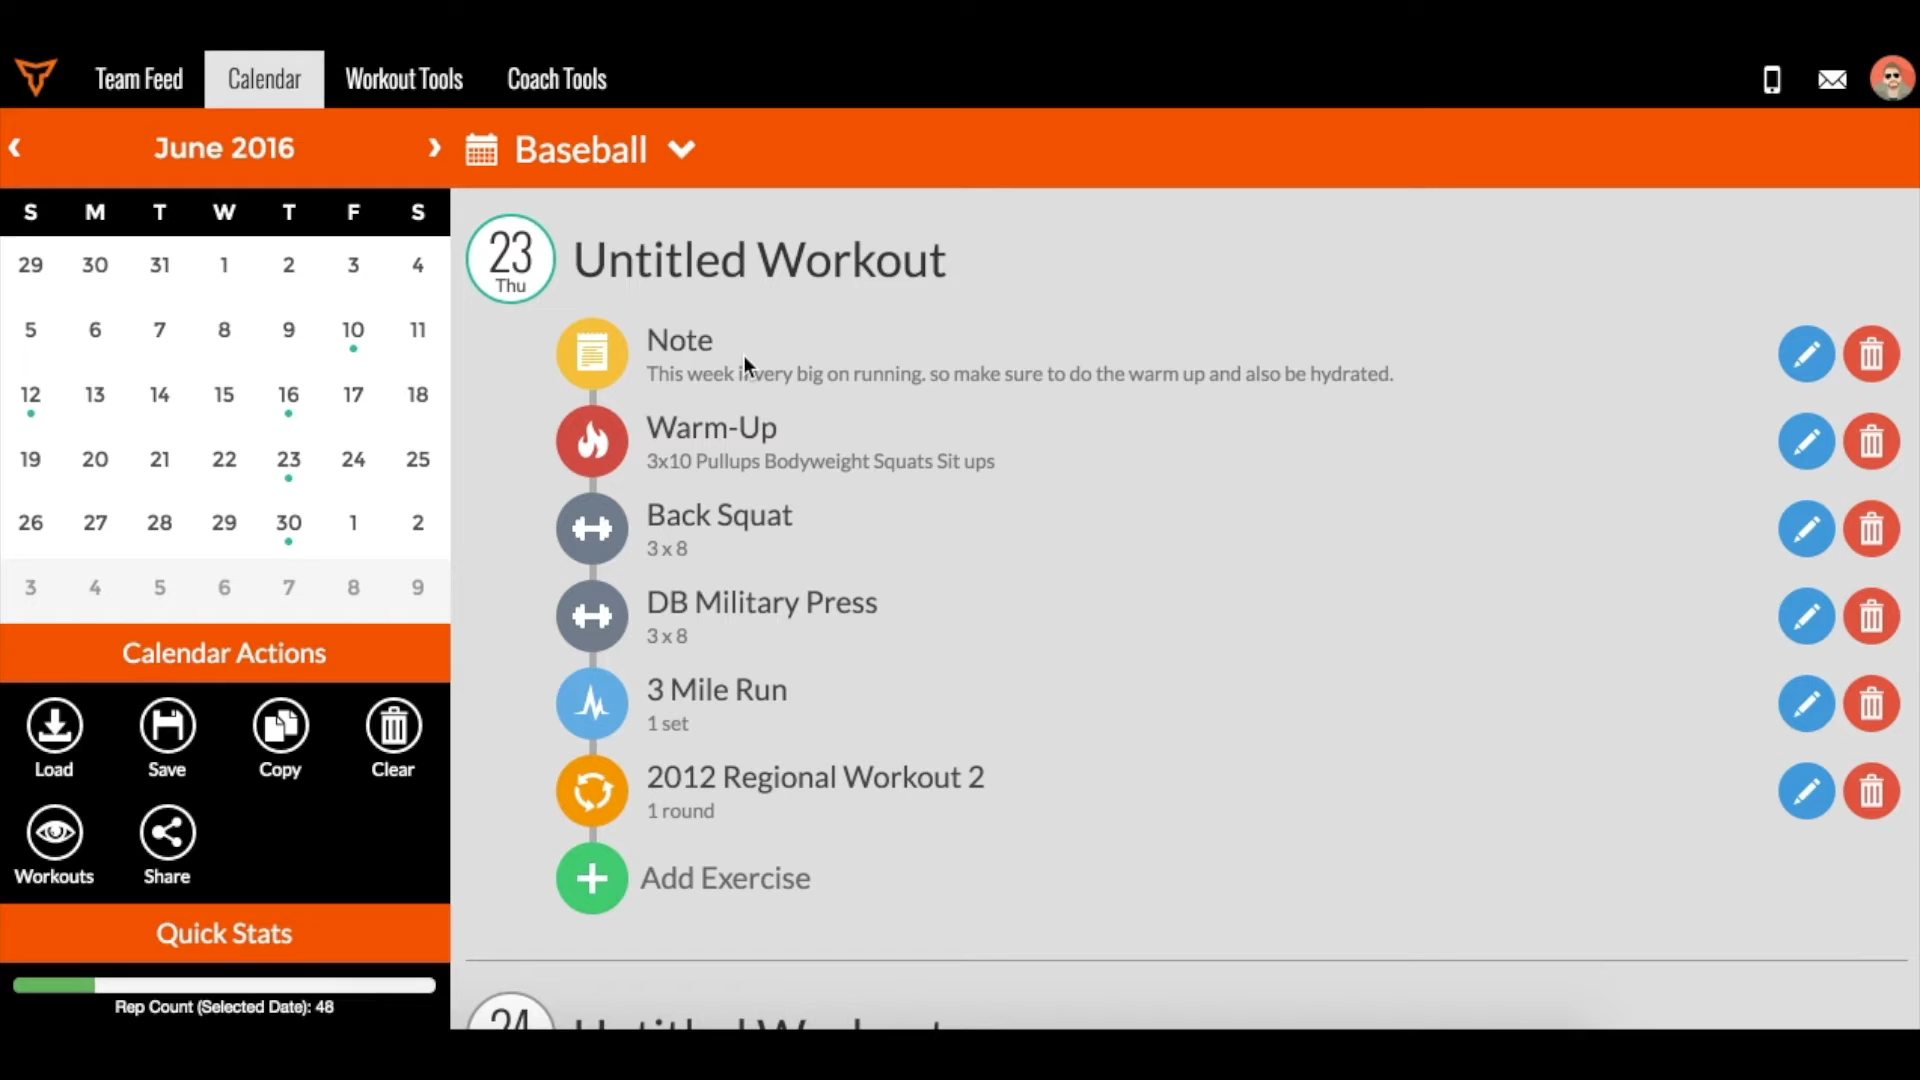 Team Feed Calendar Workout Tools Coach Tools
June 2016
Baseball
S M T W T F S
29 30 31 1 2 3 4
5 6 7 8 9 10 11
12 13 14 15 16 17 18
19 20 21 22 23 24 25
26 27 28 29 30 1 2
3 4 5 6 7 8 9
Calendar Actions
Load Save Copy Clear
Workouts Share
Quick Stats
Rep Count (Selected Date): 48
23
Thu
Untitled Workout
Note
This week very big on running. so make sure to do the warm up and also be hydrated.
Warm-Up
3x10 Pullups Bodyweight Squats Sit ups
Back Squat
3 x 8
DB Military Press
3 x 8
3 Mile Run
1 set
2012 Regional Workout 2
1 round
Add Exercise
24
Untitled Workout